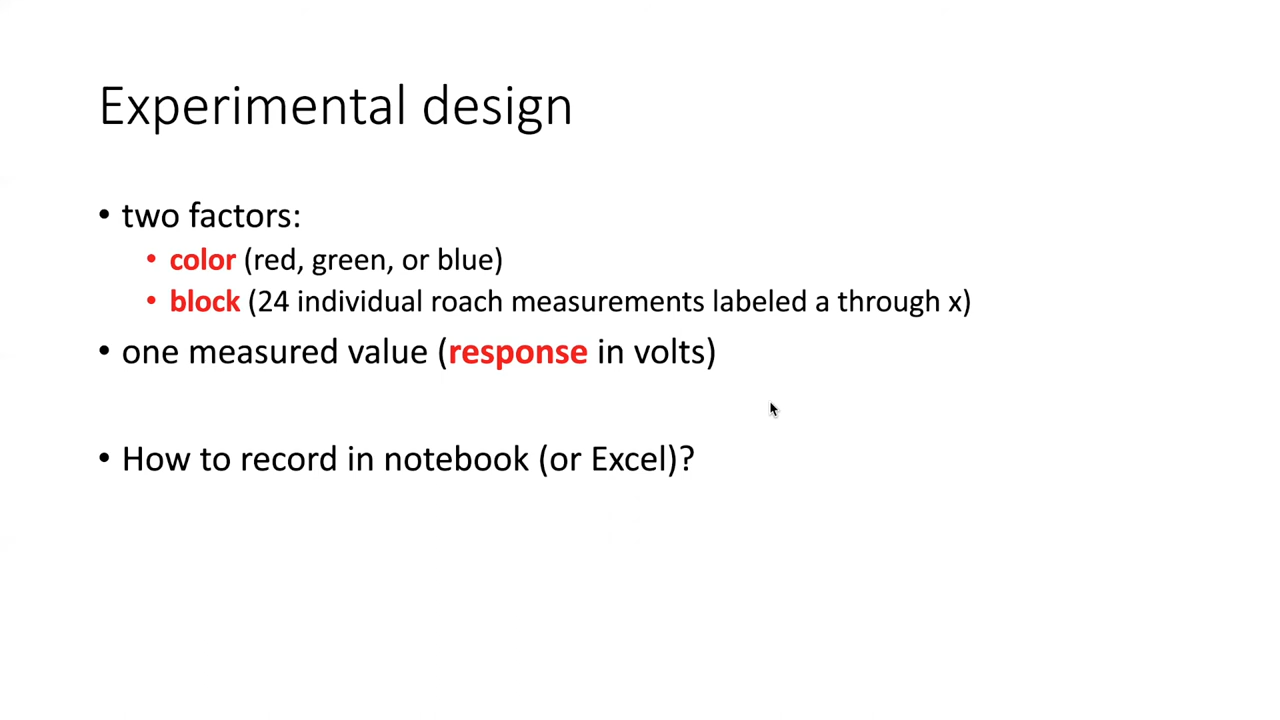 Experimental design
• two factors:
• color (red, green, or blue)
• block (24 individual roach measurements labeled a through x)
• one measured value (response in volts)
• How to record in notebook (or Excel)?